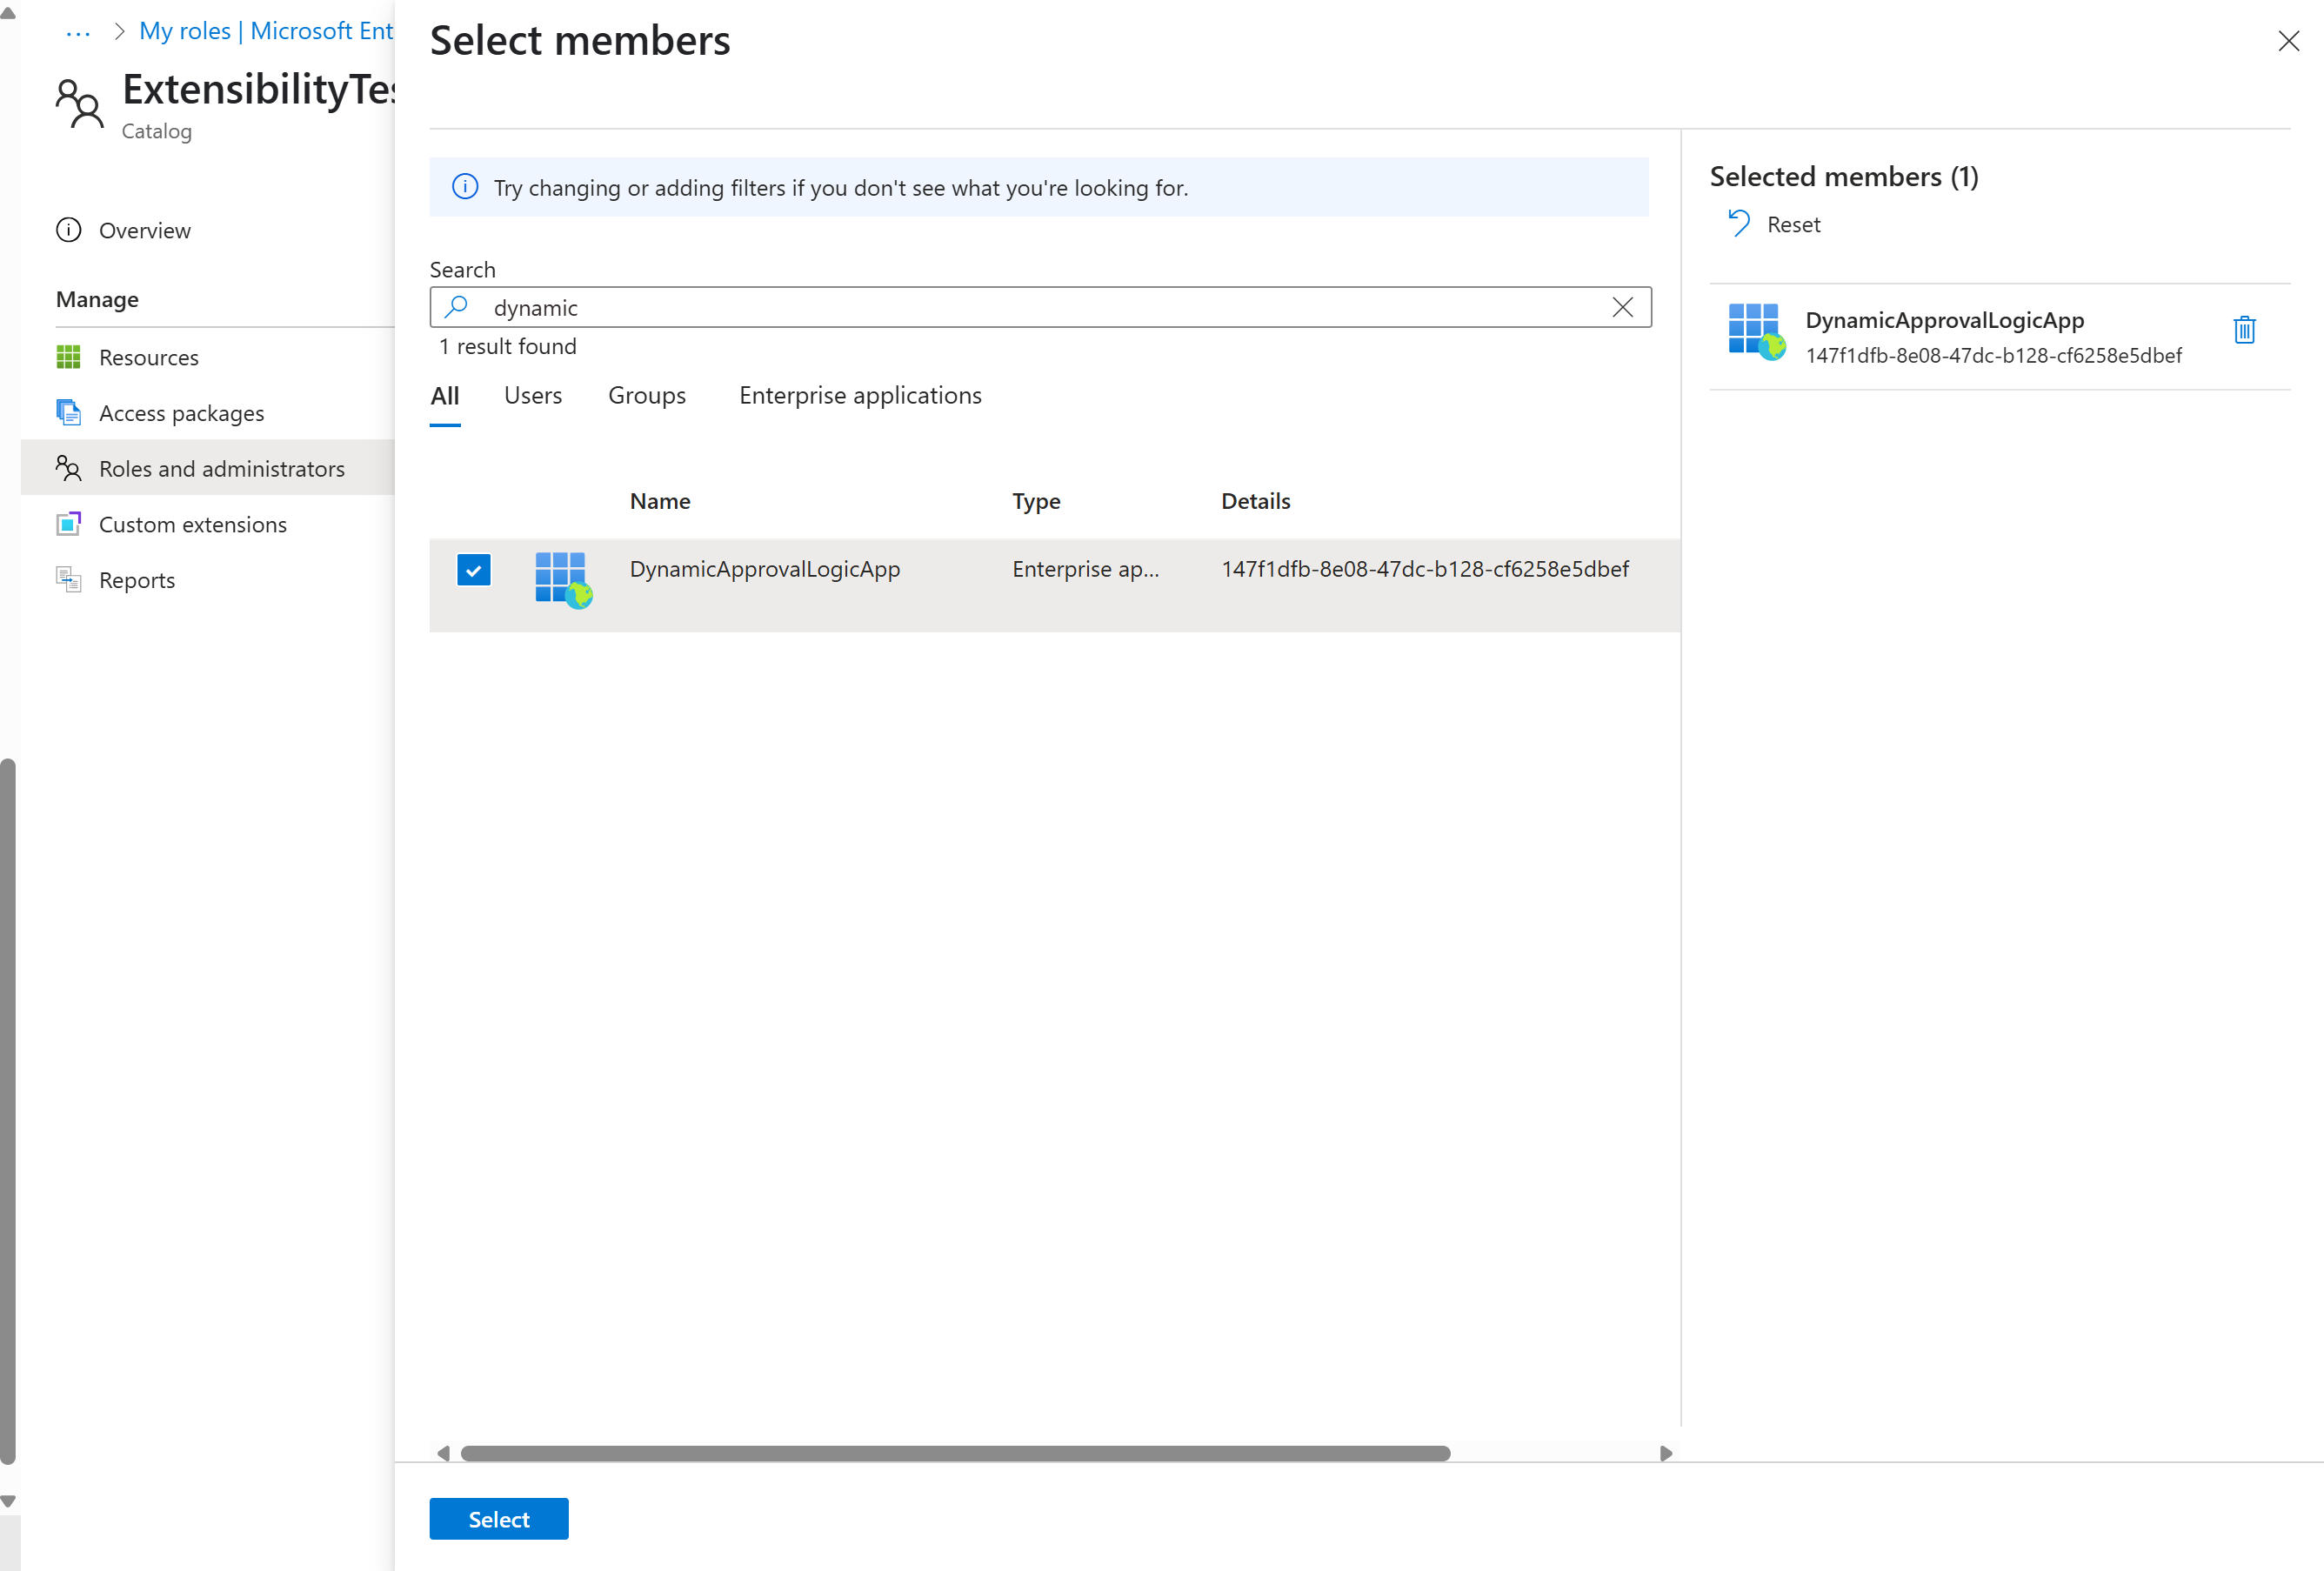 ... > My roles | Microsoft Ent
ExtensibilityTes
Catalog
Overview
Manage
Resources
Access packages
Roles and administrators
Custom extensions
Reports
Select members
Try changing or adding filters if you don't see what you're looking for.
Search
dynamic
1 result found
All Users Groups Enterprise applications
Name Type Details
DynamicApprovalLogicApp Enterprise ap... 147f1dfb-8e08-47dc-b128-cf6258e5dbef
Select
Selected members (1)
Reset
DynamicApprovalLogicApp
147f1dfb-8e08-47dc-b128-cf6258e5dbef